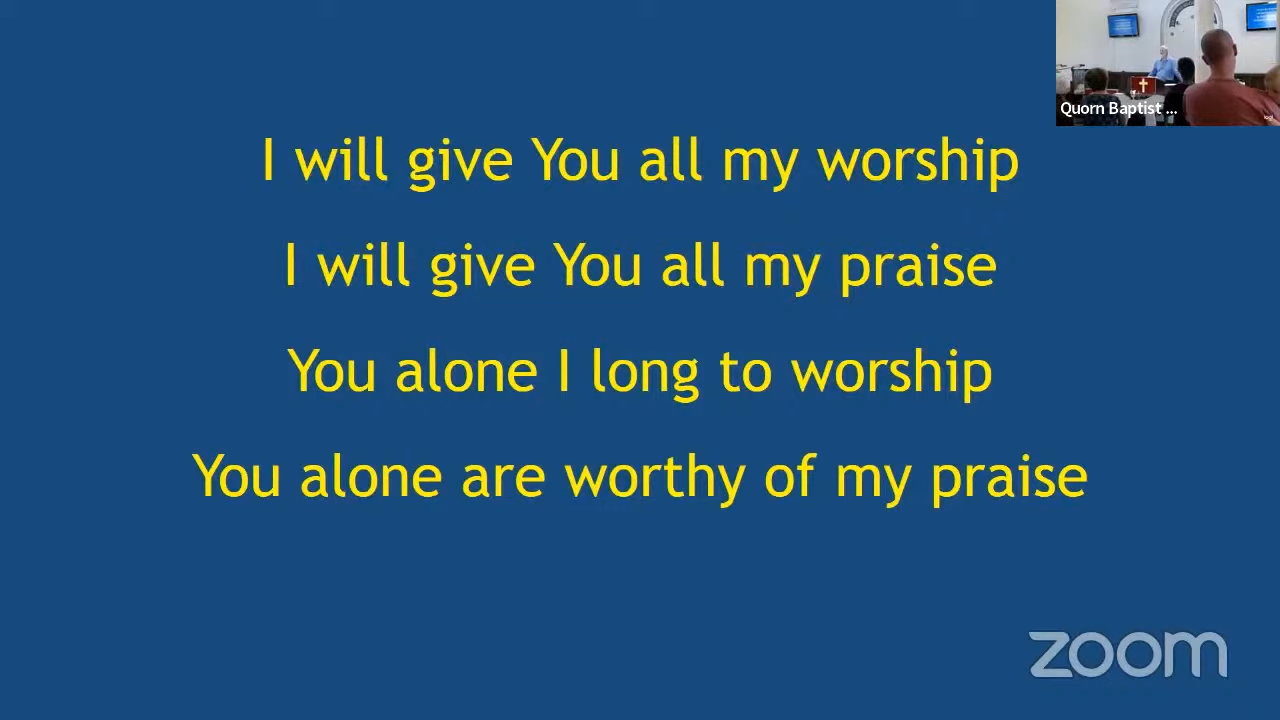 Quorn Baptist ...
I will give You all my worship
I will give You all my praise
You alone I long to worship
You alone are worthy of my praise
zoom